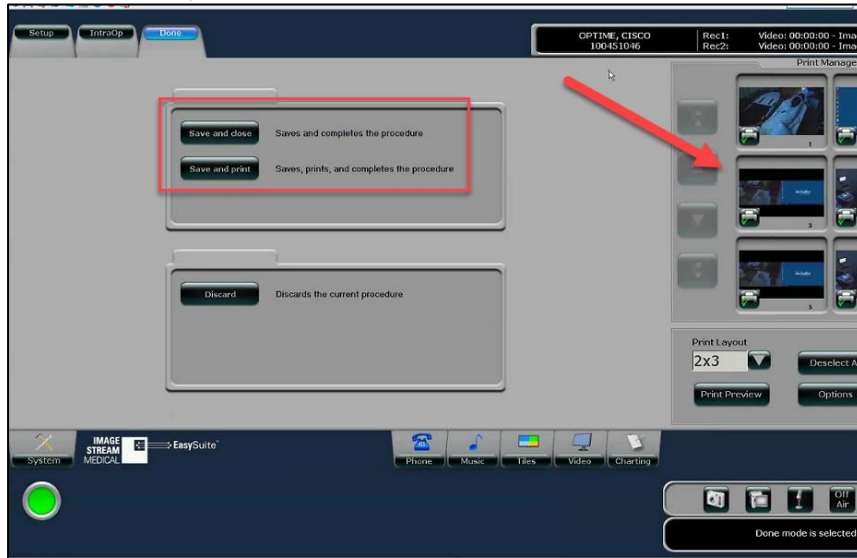 Setup
IntraOp
Done
OPTIME, CISCO
100451046
Rec1: Video: 00:00:00 - Ima
Rec2: Video: 00:00:00 - Ima
Print Manage
Save and close Saves and completes the procedure
Save and print Saves, prints, and completes the procedure
1
3
5
Discard Discards the current procedure
Print Layout
2x3
Deselect A
Print Preview
Options
System
IMAGE
STREAM
MEDICAL
EasySuite
Phone
Music
Tiles
Video
Charting
Off
Air
Done mode is selected